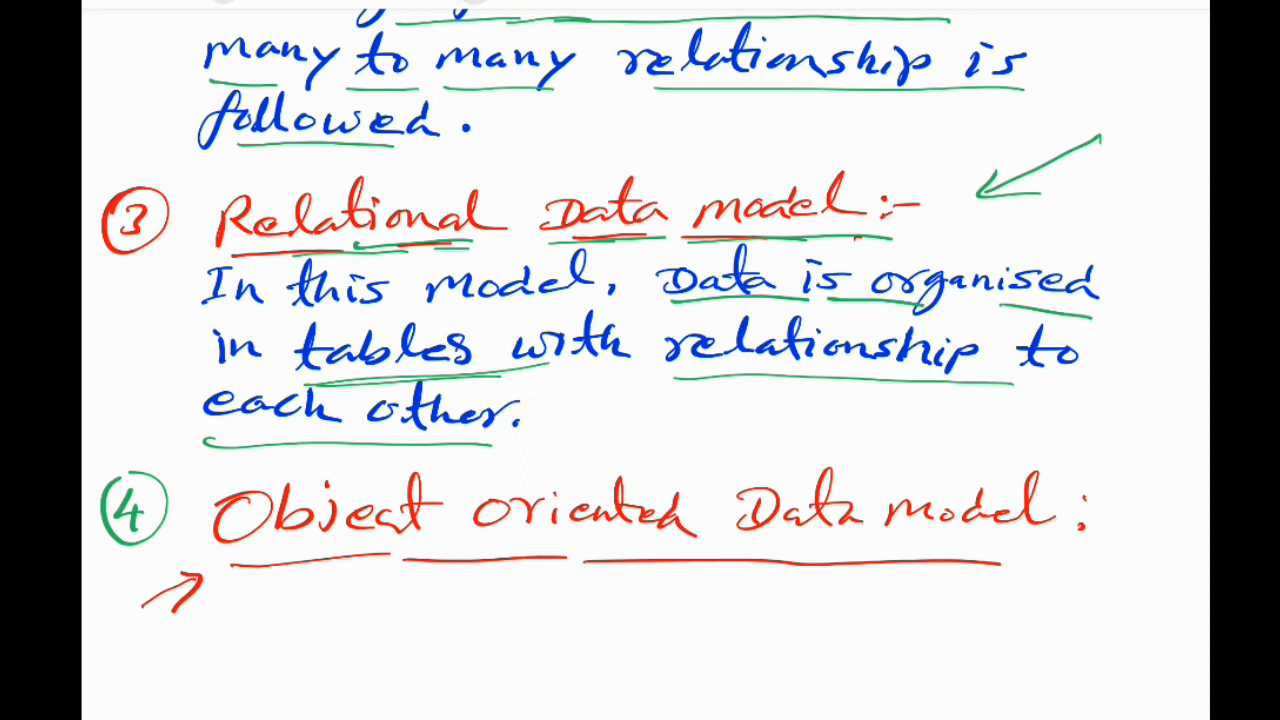 many to many relationship is
followed.
③ Relational Data model :-
In this model, Data is organised
in tables with relationship to
each other.
④ Object oriented Data model :